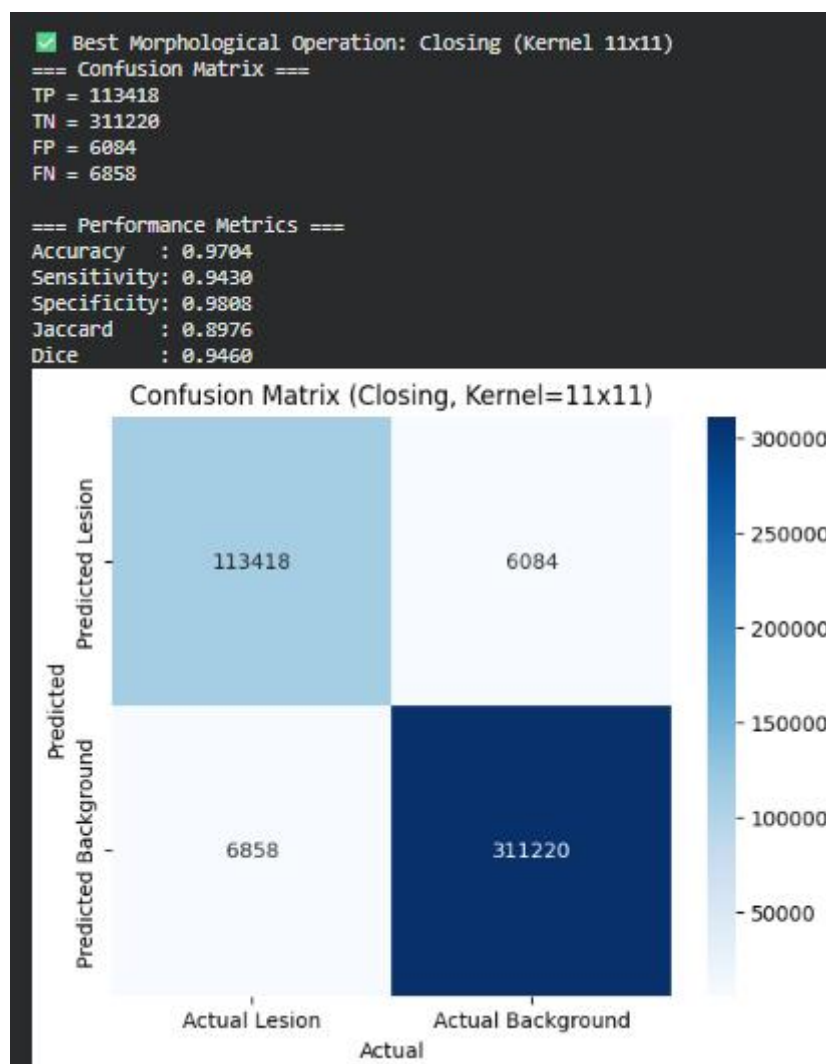 ✅ Best Morphological Operation: Closing (Kernel 11x11)
=== Confusion Matrix ===
TP = 113418
TN = 311220
FP = 6084
FN = 6858
=== Performance Metrics ===
Accuracy   : 0.9704
Sensitivity: 0.9430
Specificity: 0.9808
Jaccard    : 0.8976
Dice       : 0.9460
Confusion Matrix (Closing, Kernel=11x11)
Predicted
Predicted Lesion
113418
6084
Predicted Background
6858
311220
Actual Lesion
Actual Background
Actual
300000
250000
200000
150000
100000
50000